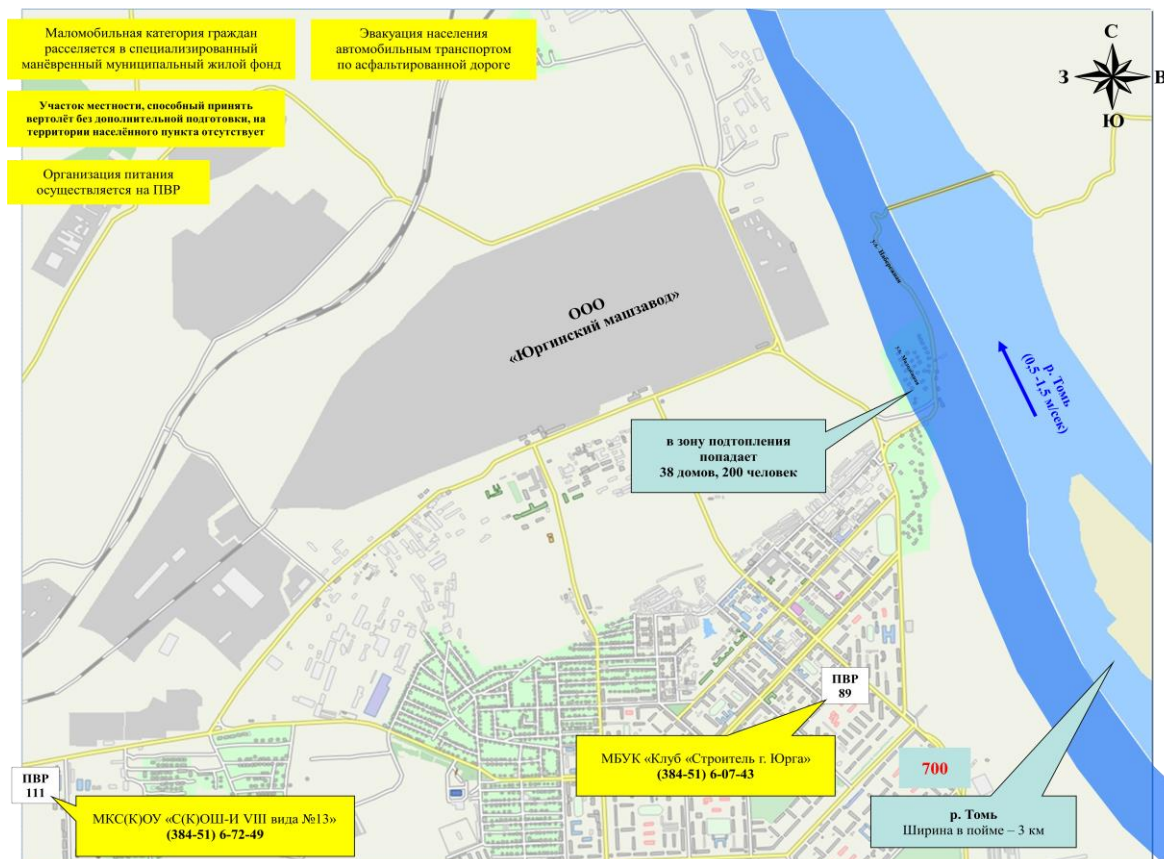 Маломобильная категория граждан
расселяется в специализированный
манёвренный муниципальный жилой фонд
Эвакуация населения
автомобильным транспортом
по асфальтированной дороге
Участок местности, способный принять
вертолёт без дополнительной подготовки, на
территории населённого пункта отсутствует
Организация питания
осуществляется на ПВР
С
З
В
Ю
ул. Набережная
ООО
«Юргинский машзавод»
р. Томь
(0,5 -1,5 м/сек)
в зону подтопления
попадает
38 домов, 200 человек
ПВР
89
МБУК «Клуб «Строитель г. Юрга»
(384-51) 6-07-43
700
ПВР
111
МКС(К)ОУ «С(К)ОШ-И VIII вида №13»
(384-51) 6-72-49
р. Томь
Ширина в пойме – 3 км